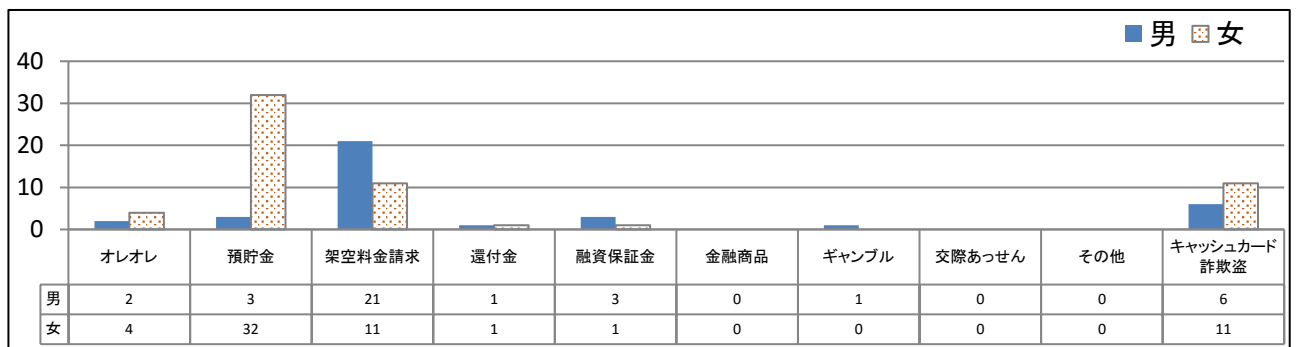 男 女
40
30
20
10
0
オレオレ 預貯金 架空料金請求 還付金 融資保証金 金融商品 ギャンブル 交際あっせん その他 キャッシュカード
詐欺盗
男 2 3 21 1 3 0 1 0 0 6
女 4 32 11 1 1 0 0 0 0 11